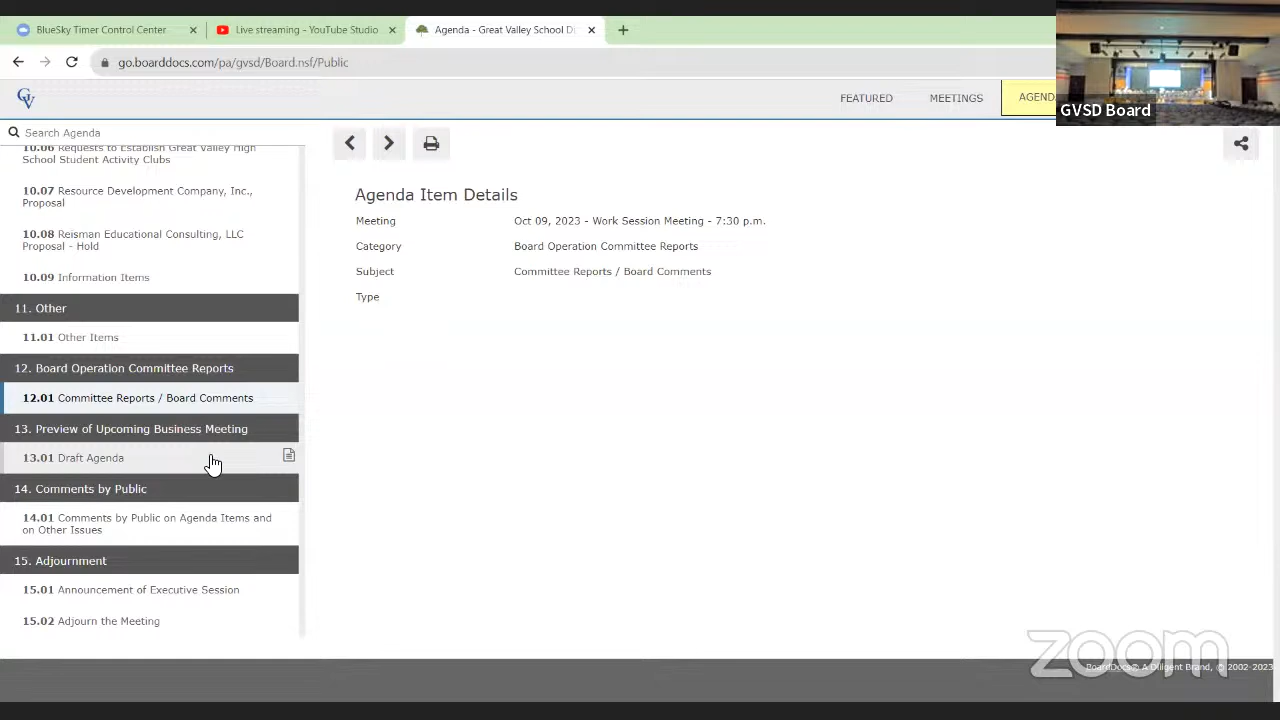 BlueSky Timer Control Center
Live streaming - YouTube Studio
Agenda - Great Valley School Di
go.boarddocs.com/pa/gvsd/Board.nsf/Public
GV
FEATURED
MEETINGS
AGEND
GVSD Board
Search Agenda
10.06 Requests to Establish Great Valley High
School Student Activity Clubs
10.07 Resource Development Company, Inc.,
Proposal
10.08 Reisman Educational Consulting, LLC
Proposal - Hold
10.09 Information Items
11. Other
11.01 Other Items
12. Board Operation Committee Reports
12.01 Committee Reports / Board Comments
13. Preview of Upcoming Business Meeting
13.01 Draft Agenda
14. Comments by Public
14.01 Comments by Public on Agenda Items and
on Other Issues
15. Adjournment
15.01 Announcement of Executive Session
15.02 Adjourn the Meeting
Agenda Item Details
Meeting Oct 09, 2023 - Work Session Meeting - 7:30 p.m.
Category Board Operation Committee Reports
Subject Committee Reports / Board Comments
Type
zoom
BoardDocs® A Diligent Brand, © 2002-2023